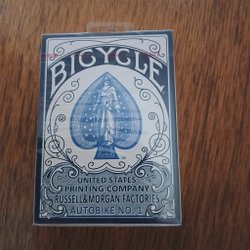 BICYCLE
UNITED STATES
PRINTING COMPANY
RUSSELL & MORGAN FACTORIES
AUTOBIKE NO. 1